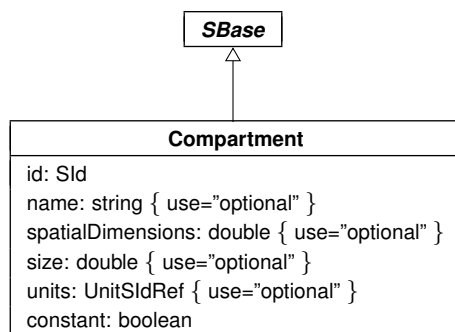 SBase
Compartment
id: SId
name: string { use=”optional” }
spatialDimensions: double { use=”optional” }
size: double { use=”optional” }
units: UnitSIdRef { use=”optional” }
constant: boolean